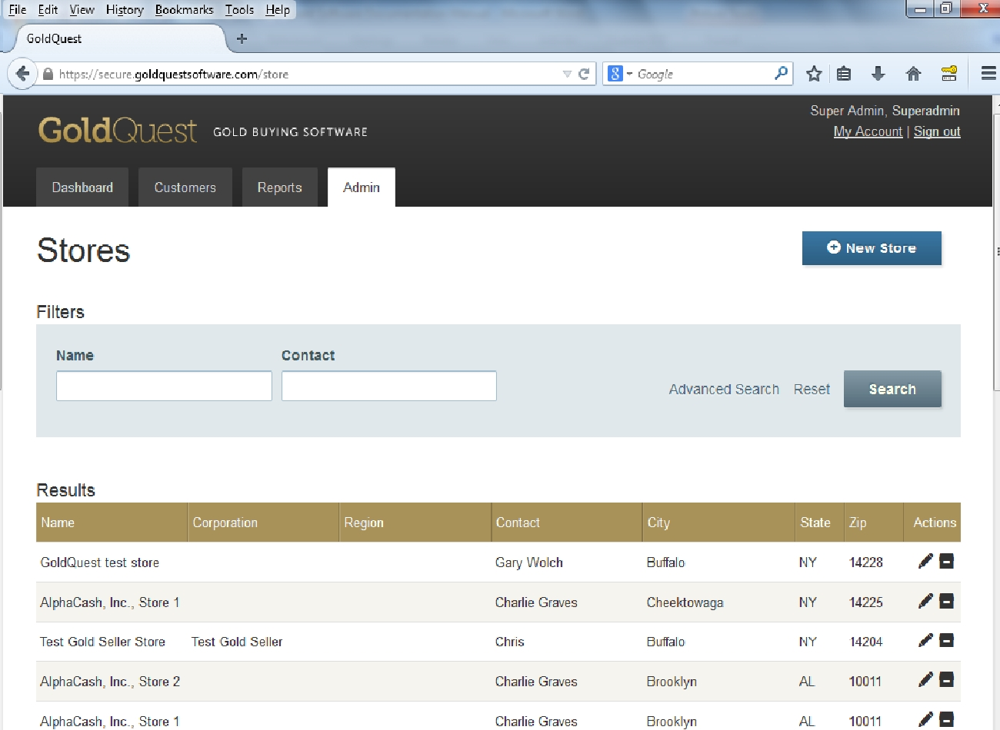 File Edit View History Bookmarks Tools Help
GoldQuest
https://secure.goldquestsoftware.com/store
Google
GoldQuest GOLD BUYING SOFTWARE
Super Admin, Superadmin
My Account | Sign out
Dashboard Customers Reports Admin
Stores
New Store
Filters
Name Contact
Advanced Search Reset Search
Results
Name Corporation Region Contact City State Zip Actions
GoldQuest test store Gary Wolch Buffalo NY 14228
AlphaCash, Inc., Store 1 Charlie Graves Cheektowaga NY 14225
Test Gold Seller Store Test Gold Seller Chris Buffalo NY 14204
AlphaCash, Inc., Store 2 Charlie Graves Brooklyn AL 10011
AlphaCash, Inc., Store 1 Charlie Graves Brooklyn AL 10011